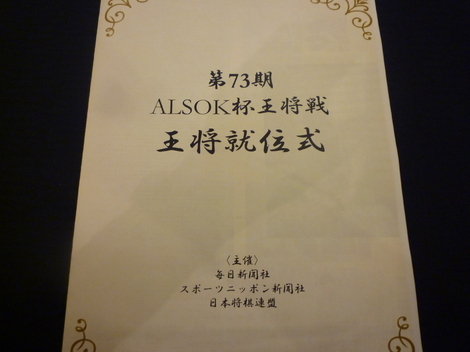 第73期
ALSOK杯王将戦
王将就位式
〈主催〉
毎日新聞社
スポーツニッポン新聞社
日本将棋連盟